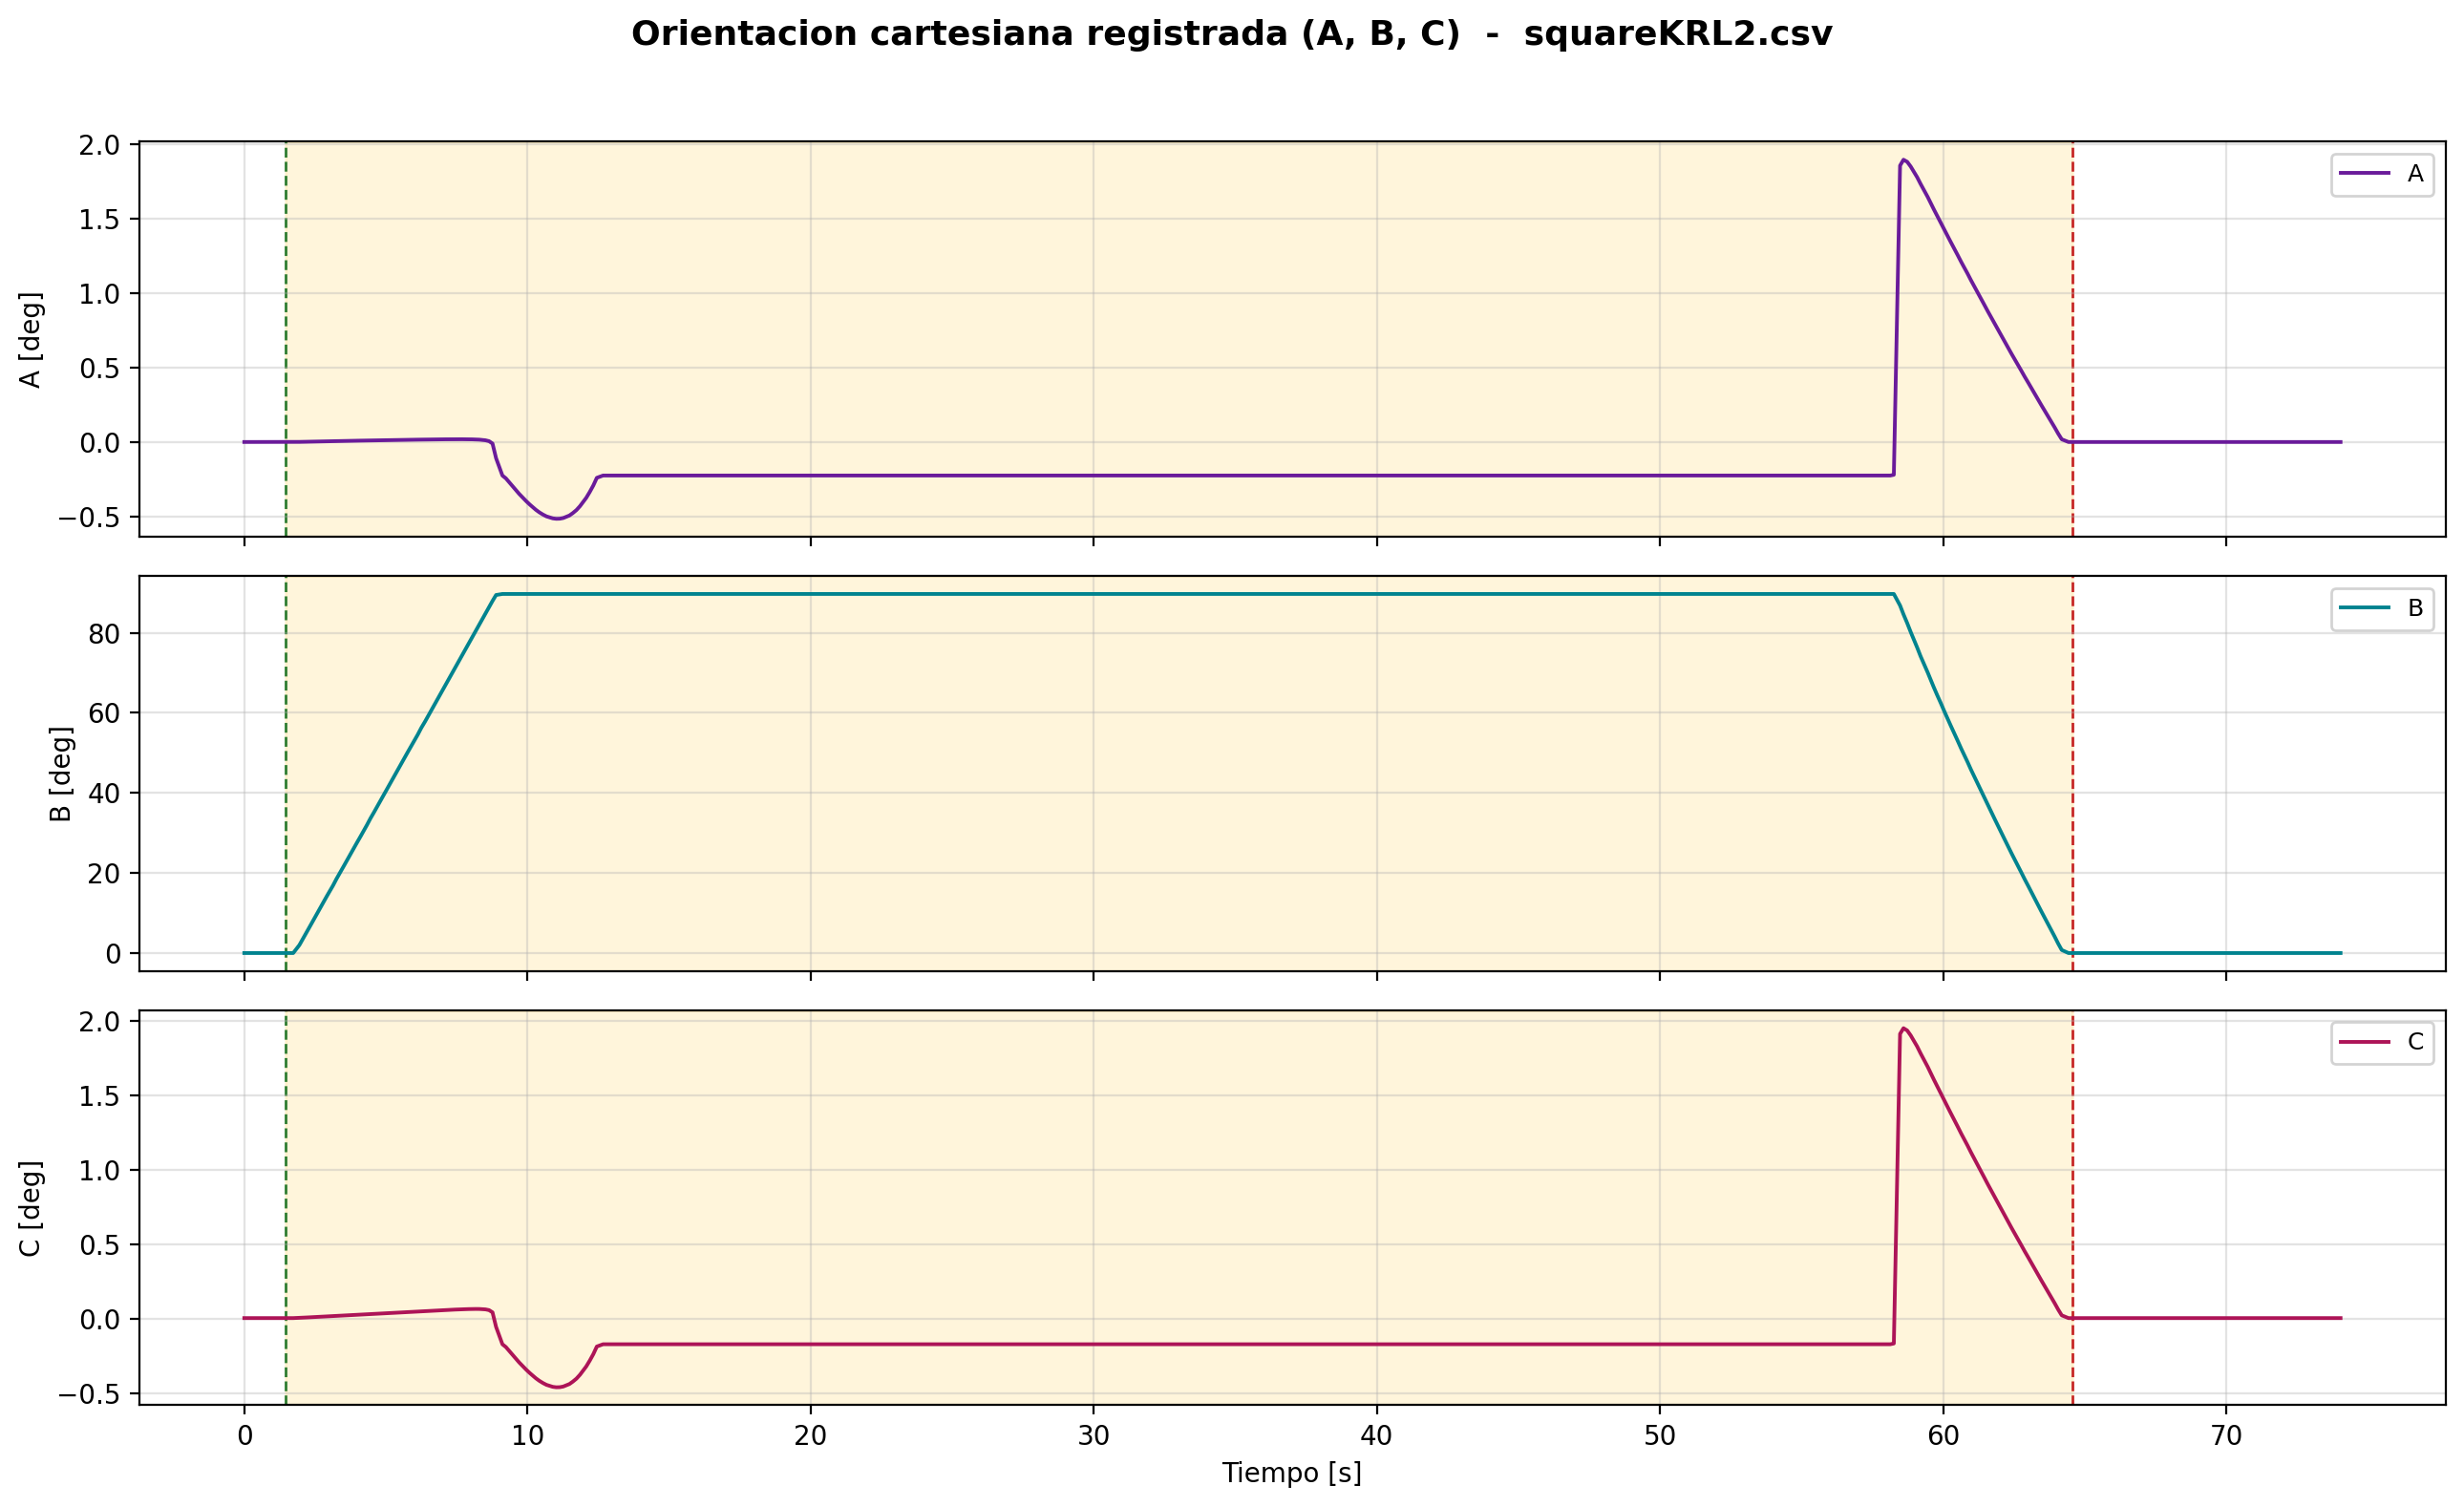 Orientacion cartesiana registrada (A, B, C)  -  squareKRL2.csv
A [deg]
2.0
1.5
1.0
0.5
0.0
−0.5
A
B [deg]
80
60
40
20
0
B
C [deg]
2.0
1.5
1.0
0.5
0.0
−0.5
C
0 10 20 30 40 50 60 70
Tiempo [s]